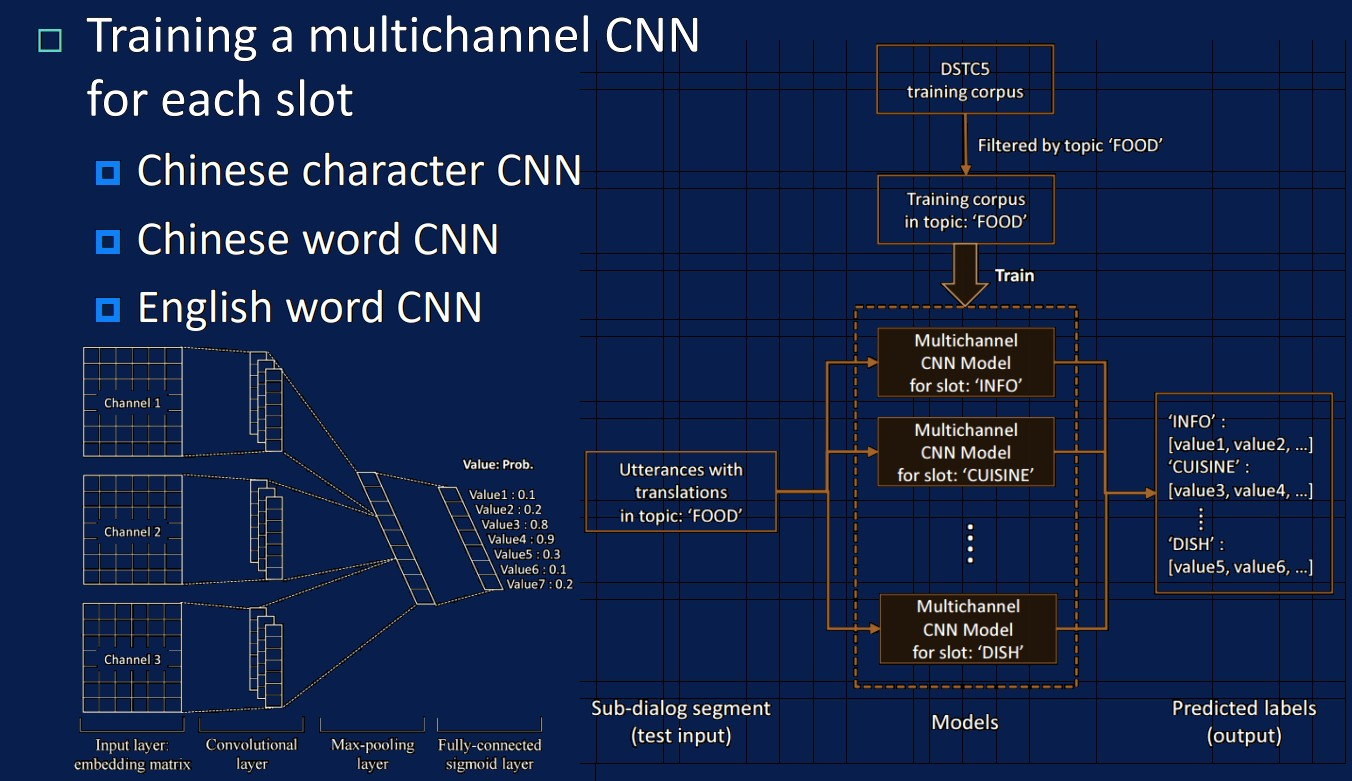 Training a multichannel CNN
for each slot
Chinese character CNN
Chinese word CNN
English word CNN
Channel 1
Channel 2
Channel 3
Value: Prob.
Value1 : 0.1
Value2 : 0.2
Value3 : 0.8
Value4 : 0.9
Value5 : 0.3
Value6 : 0.1
Value7 : 0.2
Input layer:
embedding matrix
Convolutional
layer
Max-pooling
layer
Fully-connected
sigmoid layer
DSTC5
training corpus
Filtered by topic ‘FOOD’
Training corpus
in topic: ‘FOOD’
Train
Utterances with
translations
in topic: ‘FOOD’
Multichannel
CNN Model
for slot: ‘INFO’
Multichannel
CNN Model
for slot: ‘CUISINE’
Multichannel
CNN Model
for slot: ‘DISH’
‘INFO’ :
[value1, value2, ...]
‘CUISINE’ :
[value3, value4, ...]
‘DISH’ :
[value5, value6, ...]
Sub-dialog segment
(test input)
Models
Predicted labels
(output)